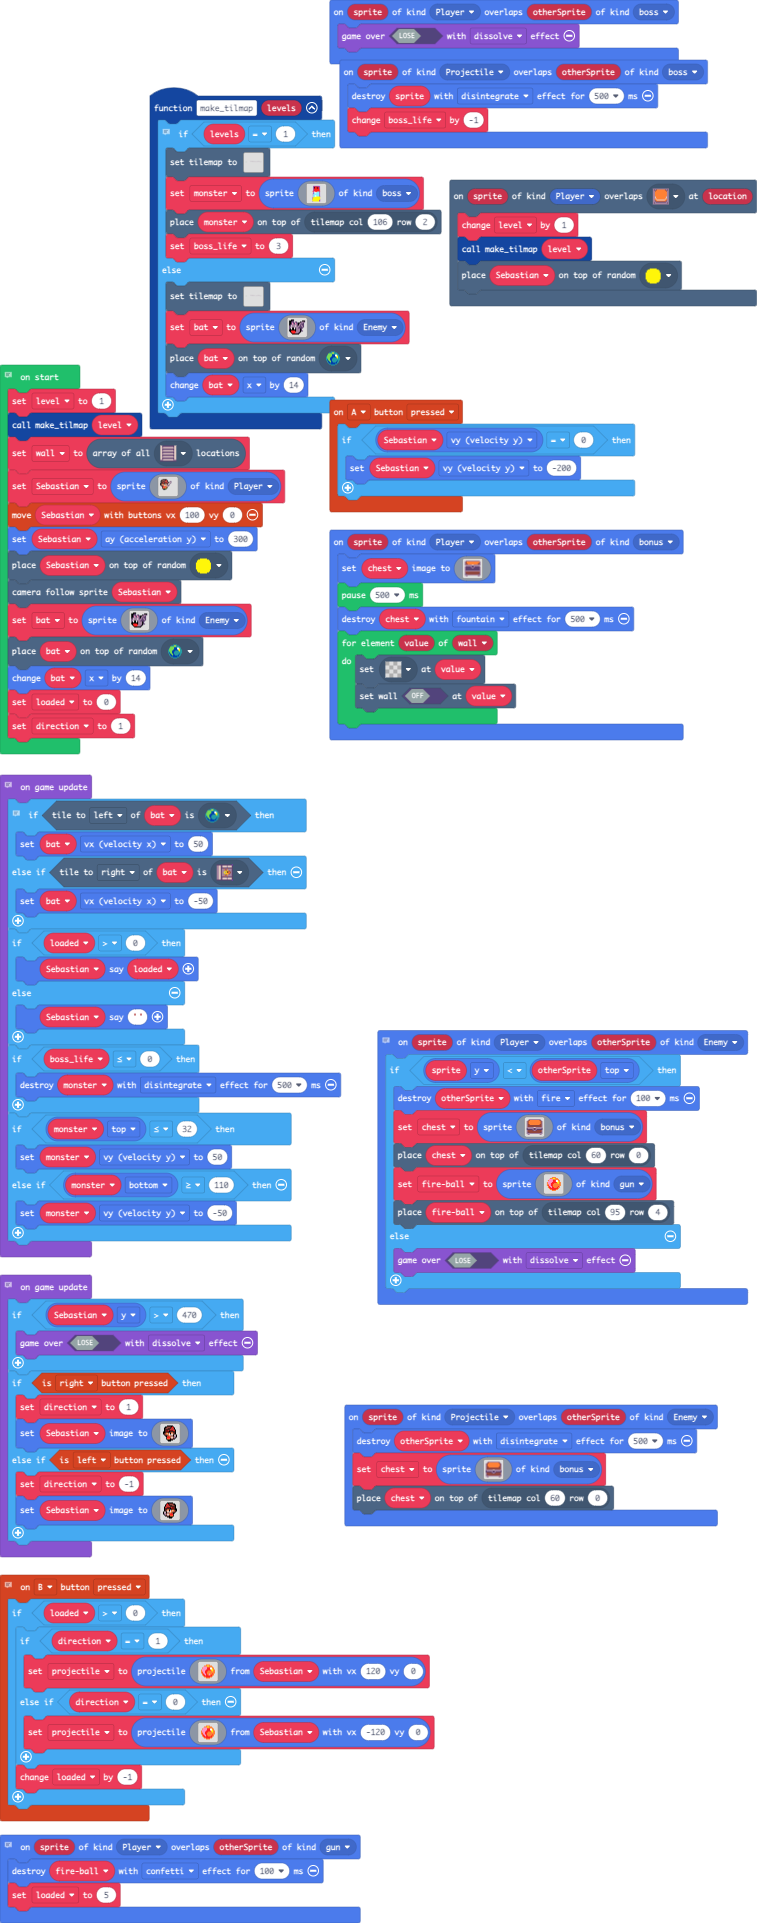 on sprite of kind Player overlaps otherSprite of kind boss
game over LOSE with dissolve effect
on sprite of kind Projectile overlaps otherSprite of kind boss
destroy sprite with disintegrate effect for 500 ms
change boss_life by -1
function make_tilmap levels
if levels = 1 then
set tilemap to
set monster to sprite of kind boss
place monster on top of tilemap col 106 row 2
set boss_life to 3
else
set tilemap to
set bat to sprite of kind Enemy
place bat on top of random
change bat x by 14
on sprite of kind Player overlaps at location
change level by 1
call make_tilmap level
place Sebastian on top of random
on start
set level to 1
call make_tilmap level
set wall to array of all locations
set Sebastian to sprite of kind Player
move Sebastian with buttons vx 100 vy 0
set Sebastian ay (acceleration y) to 300
place Sebastian on top of random
camera follow sprite Sebastian
set bat to sprite of kind Enemy
place bat on top of random
change bat x by 14
set loaded to 0
set direction to 1
on A button pressed
if Sebastian vy (velocity y) = 0 then
set Sebastian vy (velocity y) to -200
on sprite of kind Player overlaps otherSprite of kind bonus
set chest image to
pause 500 ms
destroy chest with fountain effect for 500 ms
for element value of wall
do set at value
set wall OFF at value
on game update
if tile to left of bat is then
set bat vx (velocity x) to 50
else if tile to right of bat is then
set bat vx (velocity x) to -50
if loaded > 0 then
Sebastian say loaded
else
Sebastian say " "
if boss_life ≤ 0 then
destroy monster with disintegrate effect for 500 ms
if monster top ≤ 32 then
set monster vy (velocity y) to 50
else if monster bottom ≥ 110 then
set monster vy (velocity y) to -50
on sprite of kind Player overlaps otherSprite of kind Enemy
if sprite y < otherSprite top then
destroy otherSprite with fire effect for 100 ms
set chest to sprite of kind bonus
place chest on top of tilemap col 60 row 0
set fire-ball to sprite of kind gun
place fire-ball on top of tilemap col 95 row 4
else
game over LOSE with dissolve effect
on game update
if Sebastian y > 470 then
game over LOSE with dissolve effect
if is right button pressed then
set direction to 1
set Sebastian image to
else if is left button pressed then
set direction to -1
set Sebastian image to
on sprite of kind Projectile overlaps otherSprite of kind Enemy
destroy otherSprite with disintegrate effect for 500 ms
set chest to sprite of kind bonus
place chest on top of tilemap col 60 row 0
on B button pressed
if loaded > 0 then
if direction = 1 then
set projectile to projectile from Sebastian with vx 120 vy 0
else if direction = 0 then
set projectile to projectile from Sebastian with vx -120 vy 0
change loaded by -1
on sprite of kind Player overlaps otherSprite of kind gun
destroy fire-ball with confetti effect for 100 ms
set loaded to 5